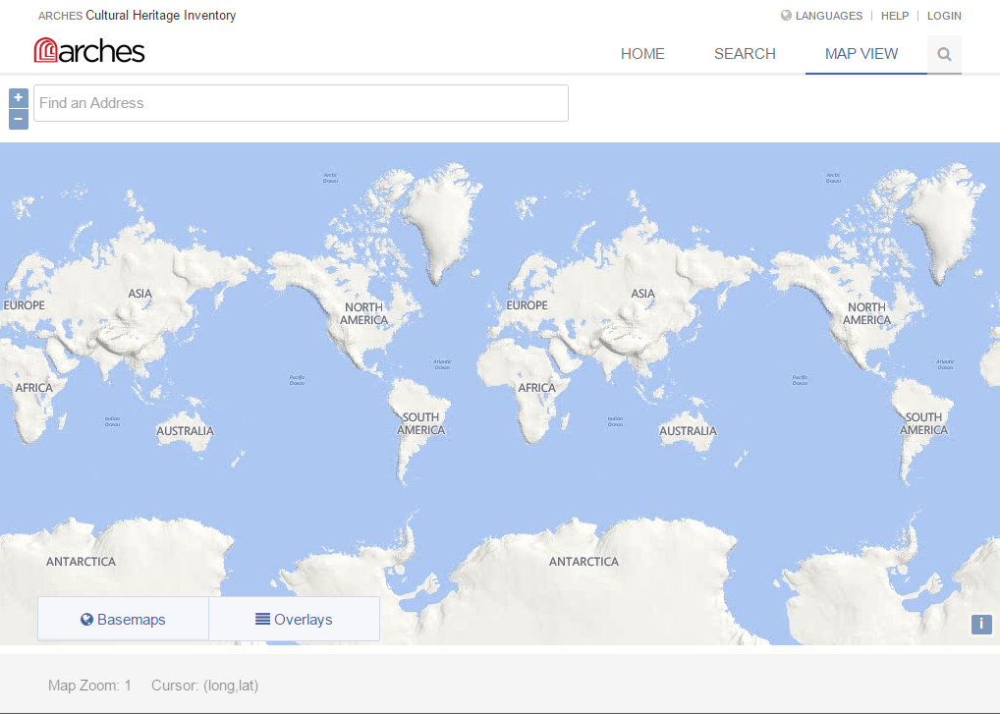 ARCHES Cultural Heritage Inventory
LANGUAGES | HELP | LOGIN
arches
HOME SEARCH MAP VIEW
+
Find an Address
−
Arctic Ocean Arctic Ocean
ASIA ASIA
EUROPE NORTH AMERICA EUROPE NORTH AMERICA
Atlantic Ocean Atlantic Ocean
Pacific Ocean Pacific Ocean
AFRICA AFRICA
Indian Ocean Indian Ocean
AUSTRALIA SOUTH AMERICA AUSTRALIA SOUTH AMERICA
ANTARCTICA ANTARCTICA
Basemaps Overlays
i
Map Zoom: 1 Cursor: (long,lat)